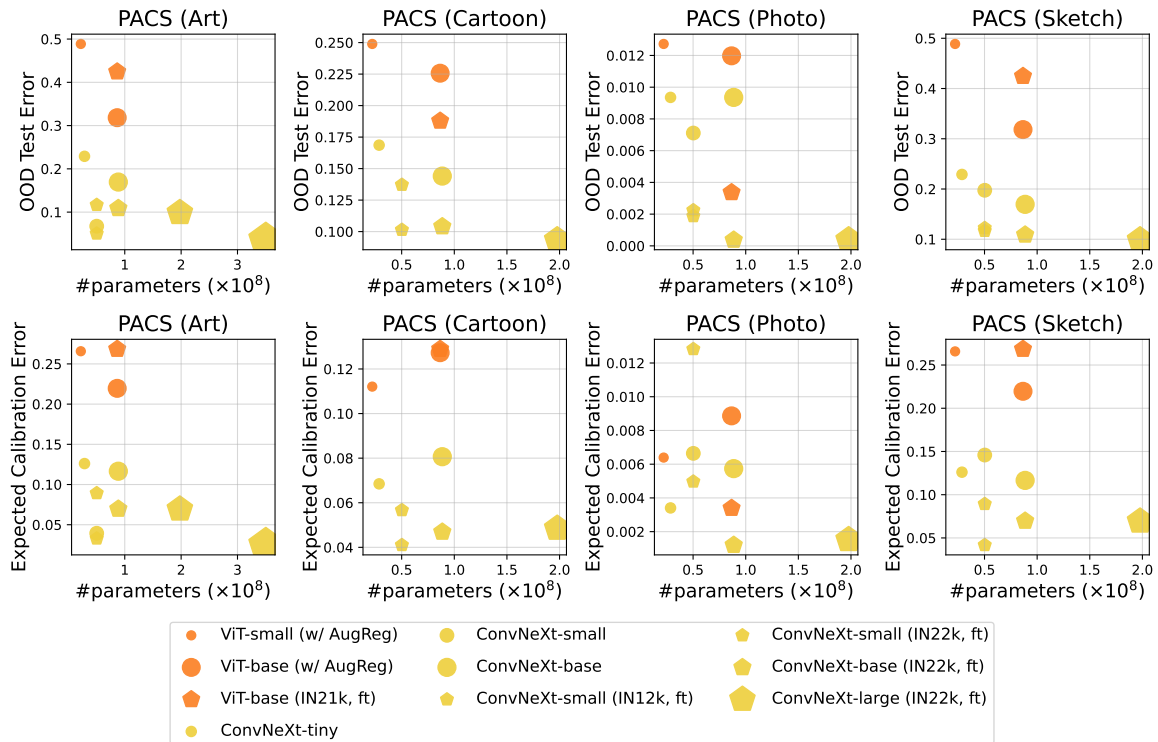 PACS (Art)
PACS (Cartoon)
PACS (Photo)
PACS (Sketch)
OOD Test Error
0.5
0.4
0.3
0.2
0.1
1
2
3
#parameters (×10⁸)
OOD Test Error
0.250
0.225
0.200
0.175
0.150
0.125
0.100
0.5
1.0
1.5
2.0
#parameters (×10⁸)
OOD Test Error
0.012
0.010
0.008
0.006
0.004
0.002
0.000
0.5
1.0
1.5
2.0
#parameters (×10⁸)
OOD Test Error
0.5
0.4
0.3
0.2
0.1
0.5
1.0
1.5
2.0
#parameters (×10⁸)
PACS (Art)
PACS (Cartoon)
PACS (Photo)
PACS (Sketch)
Expected Calibration Error
0.25
0.20
0.15
0.10
0.05
1
2
3
#parameters (×10⁸)
Expected Calibration Error
0.12
0.10
0.08
0.06
0.04
0.5
1.0
1.5
2.0
#parameters (×10⁸)
Expected Calibration Error
0.012
0.010
0.008
0.006
0.004
0.002
0.5
1.0
1.5
2.0
#parameters (×10⁸)
Expected Calibration Error
0.25
0.20
0.15
0.10
0.05
0.5
1.0
1.5
2.0
#parameters (×10⁸)
ViT-small (w/ AugReg)
ViT-base (w/ AugReg)
ViT-base (IN21k, ft)
ConvNeXt-tiny
ConvNeXt-small
ConvNeXt-base
ConvNeXt-small (IN12k, ft)
ConvNeXt-small (IN22k, ft)
ConvNeXt-base (IN22k, ft)
ConvNeXt-large (IN22k, ft)